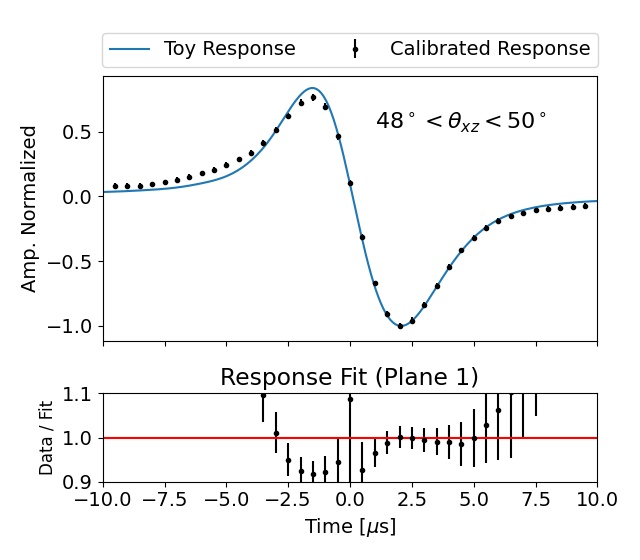 Toy Response Calibrated Response
48° < θxz < 50°
Amp. Normalized
0.5
0.0
−0.5
−1.0
Response Fit (Plane 1)
Data / Fit
1.1
1.0
0.9
−10.0 −7.5 −5.0 −2.5 0.0 2.5 5.0 7.5 10.0
Time [μs]